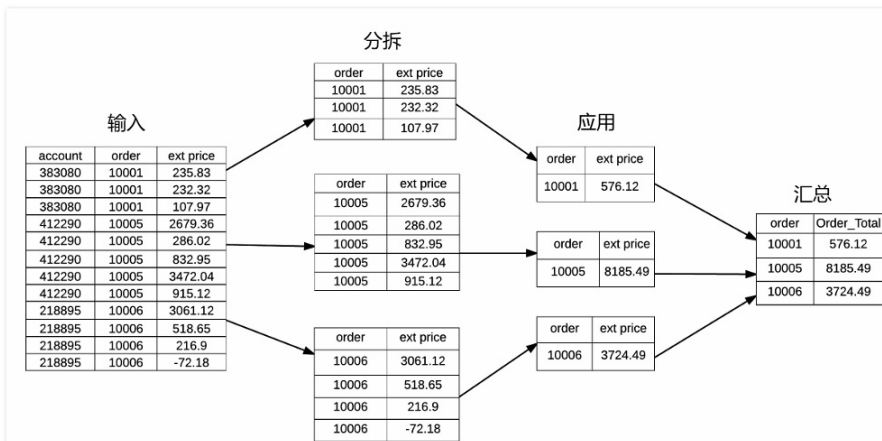 输入
account order ext price
383080 10001 235.83
383080 10001 232.32
383080 10001 107.97
412290 10005 2679.36
412290 10005 286.02
412290 10005 832.95
412290 10005 3472.04
412290 10005 915.12
218895 10006 3061.12
218895 10006 518.65
218895 10006 216.9
218895 10006 -72.18
分拆
order ext price
10001 235.83
10001 232.32
10001 107.97
order ext price
10005 2679.36
10005 286.02
10005 832.95
10005 3472.04
10005 915.12
order ext price
10006 3061.12
10006 518.65
10006 216.9
10006 -72.18
应用
order ext price
10001 576.12
order ext price
10005 8185.49
order ext price
10006 3724.49
汇总
order Order_Total
10001 576.12
10005 8185.49
10006 3724.49